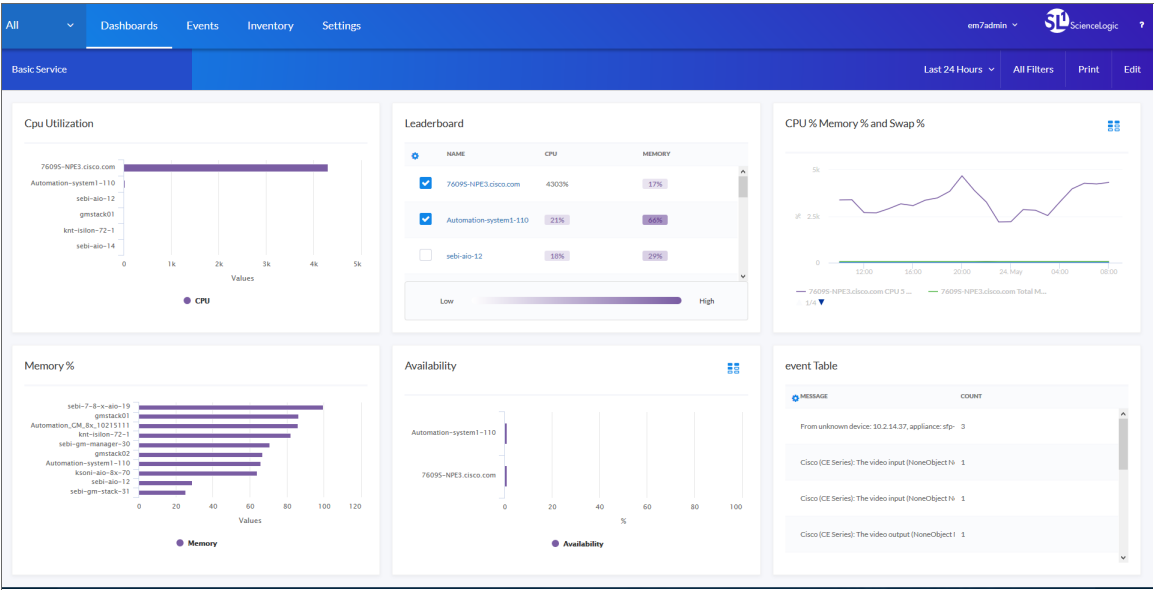 All Dashboards Events Inventory Settings em7admin SL1 ScienceLogic ?
Basic Service Last 24 Hours All Filters Print Edit
Cpu Utilization
7609S-NPE3.cisco.com
Automation-system1-110
sebi-aio-12
gmstack01
knt-isilon-72-1
sebi-aio-14
0 1k 2k 3k 4k 5k
Values
CPU
Leaderboard
NAME CPU MEMORY
7609S-NPE3.cisco.com 4303% 17%
Automation-system1-110 21% 66%
sebi-aio-12 18% 29%
Low High
CPU % Memory % and Swap %
5k
% 2.5k
0
12:00 16:00 20:00 24. May 04:00 08:00
7609S-NPE3.cisco.com CPU 5 ... 7609S-NPE3.cisco.com Total M...
1/4
Memory %
sebi-7-8-x-aio-19
gmstack01
Automation_GM_8x_10215111
knt-isilon-72-1
sebi-gm-manager-30
gmstack02
Automation-system1-110
ksoni-aio-8x-70
sebi-aio-12
sebi-gm-stack-31
0 20 40 60 80 100 120
Values
Memory
Availability
Automation-system1-110
7609S-NPE3.cisco.com
0 20 40 60 80 100
%
Availability
event Table
MESSAGE COUNT
From unknown device: 10.2.14.37, appliance: sfp- 3
Cisco (CE Series): The video input (NoneObject N 1
Cisco (CE Series): The video input (NoneObject N 1
Cisco (CE Series): The video output (NoneObject 1